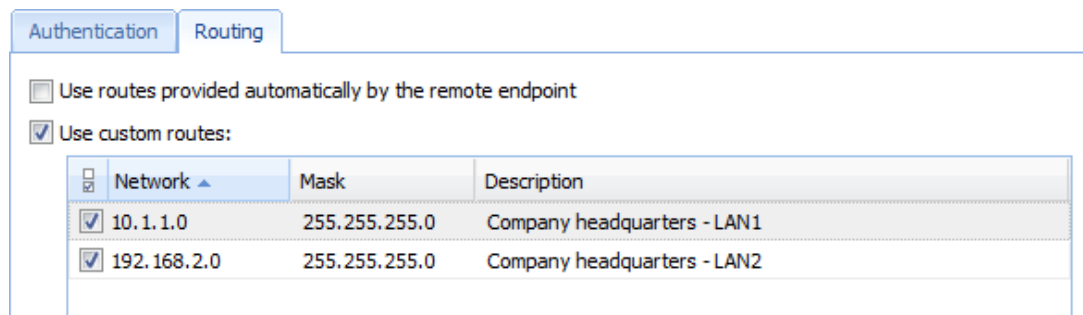 Authentication Routing
Use routes provided automatically by the remote endpoint
Use custom routes:
Network Mask Description
10.1.1.0 255.255.255.0 Company headquarters - LAN1
192.168.2.0 255.255.255.0 Company headquarters - LAN2